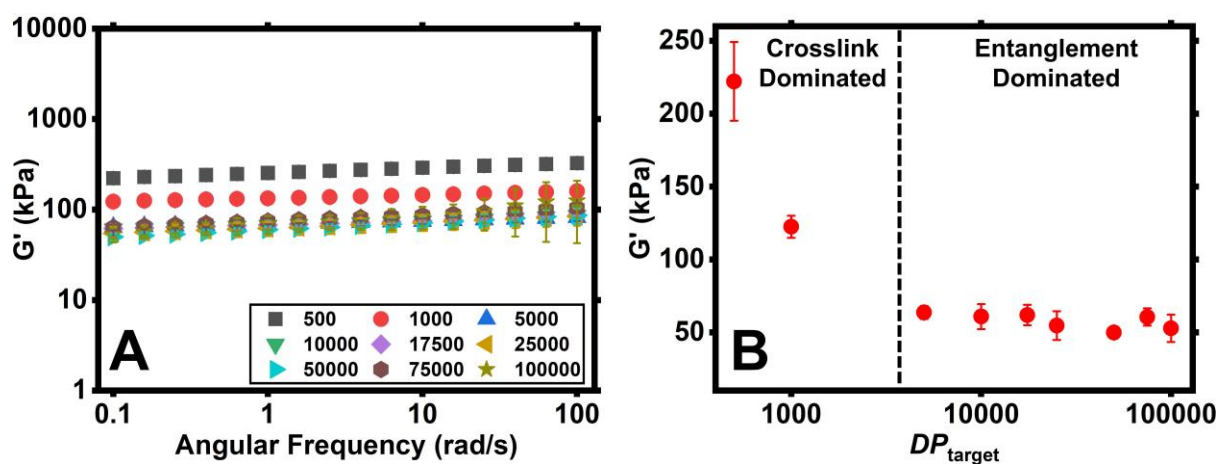 10000
1000
100
10
1
G' (kPa)
0.1
1
10
100
Angular Frequency (rad/s)
A
500
1000
5000
10000
17500
25000
50000
75000
100000
250
200
150
100
50
G' (kPa)
Crosslink
Dominated
Entanglement
Dominated
B
1000
10000
100000
DPtarget